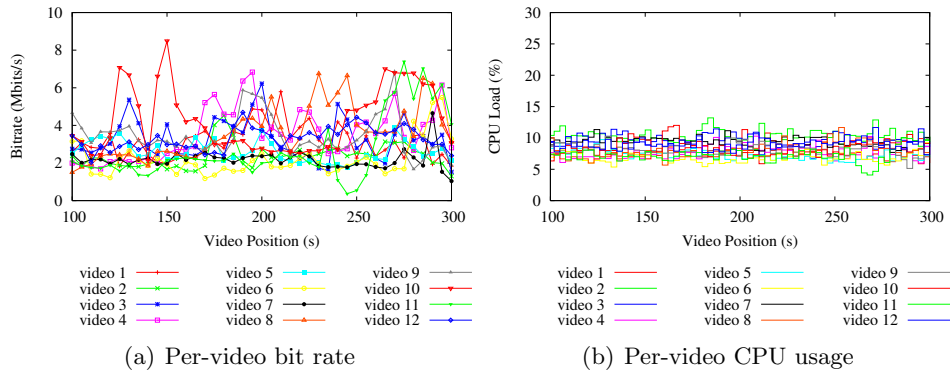 10
8
6
4
2
0
Bitrate (Mbits/s)
100 150 200 250 300
Video Position (s)
video 1 video 5 video 9
video 2 video 6 video 10
video 3 video 7 video 11
video 4 video 8 video 12
(a) Per-video bit rate
30
25
20
15
10
5
0
CPU Load (%)
100 150 200 250 300
Video Position (s)
video 1 video 5 video 9
video 2 video 6 video 10
video 3 video 7 video 11
video 4 video 8 video 12
(b) Per-video CPU usage